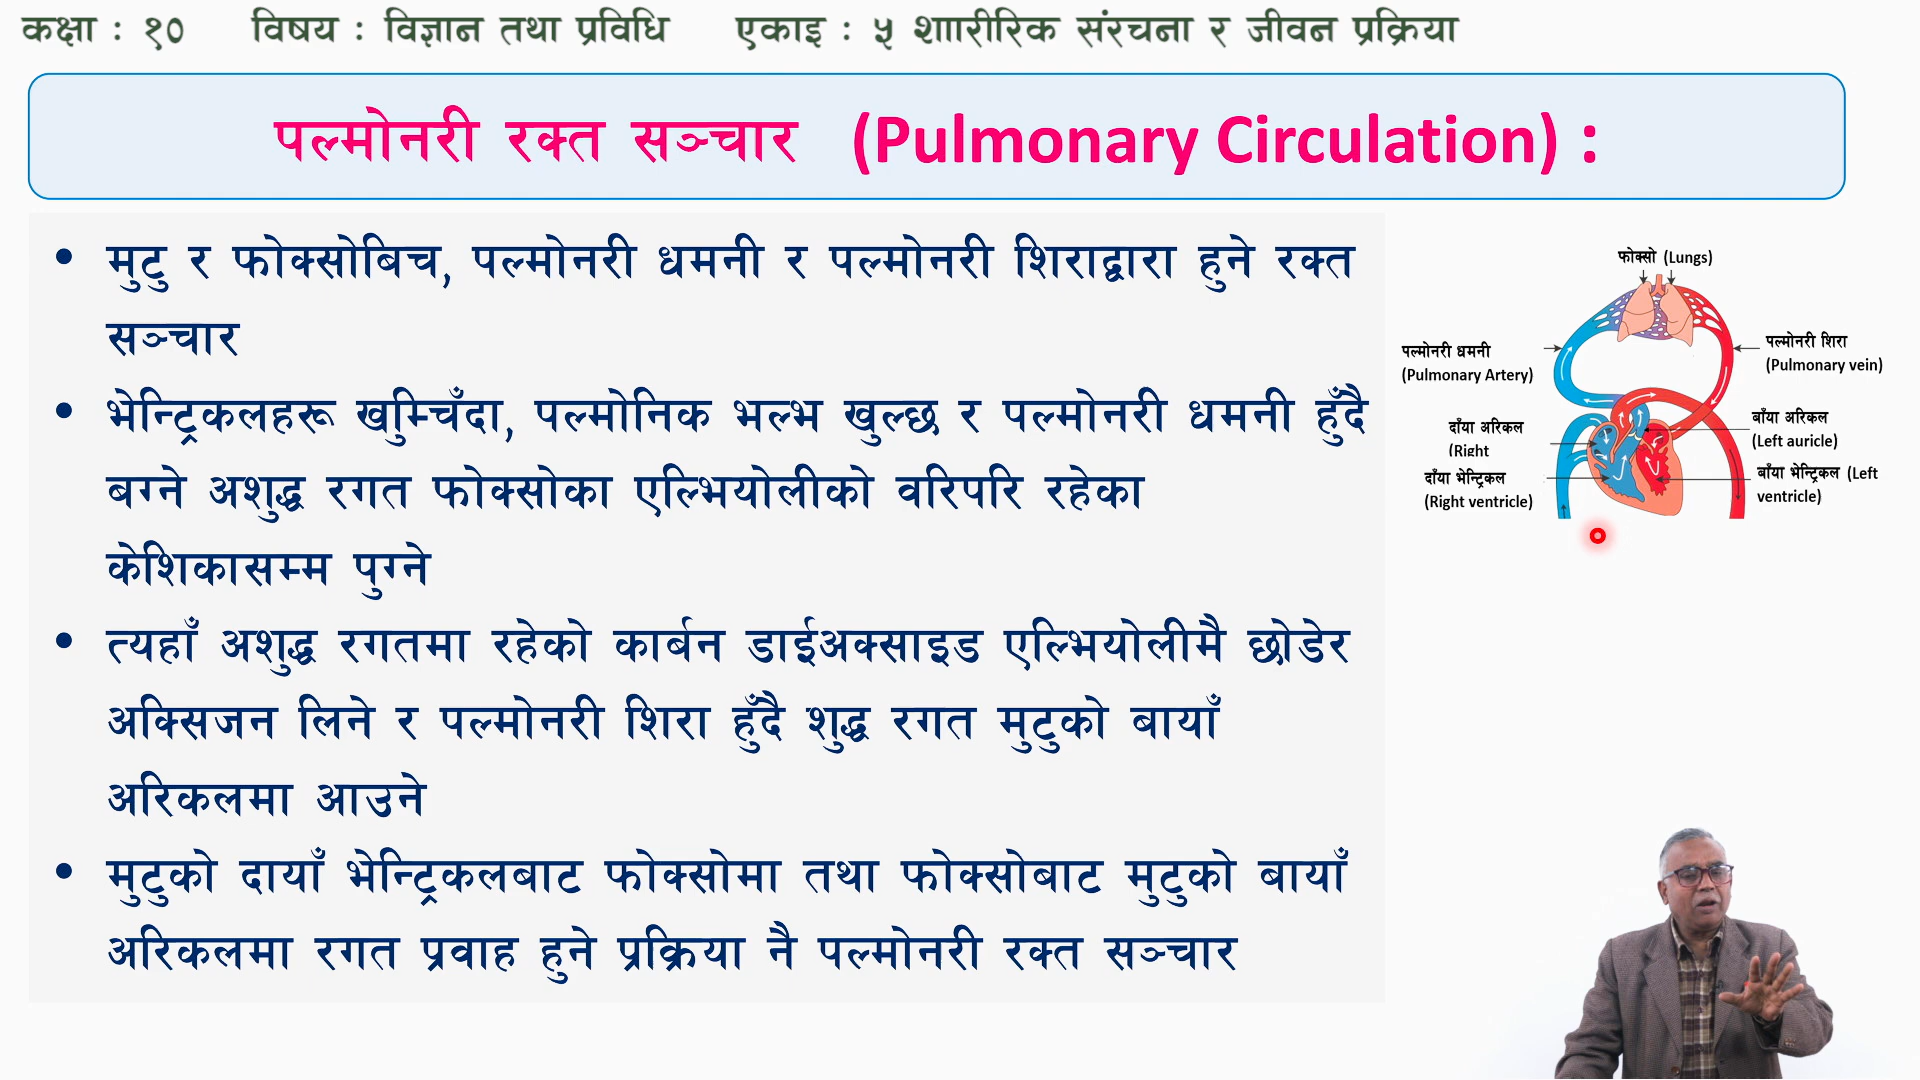 कक्षा : १० विषय : विज्ञान तथा प्रविधि एकाइ : ५ शाारीरिक संरचना र जीवन प्रक्रिया
पल्मोनरी रक्त सञ्चार (Pulmonary Circulation) :
• मुटु र फोक्सोबिच, पल्मोनरी धमनी र पल्मोनरी शिराद्वारा हुने रक्त
सञ्चार
• भेन्ट्रिकलहरू खुम्चिँदा, पल्मोनिक भल्भ खुल्छ र पल्मोनरी धमनी हुँदै
बग्ने अशुद्ध रगत फोक्सोका एल्भियोलीको वरिपरि रहेका
केशिकासम्म पुग्ने
• त्यहाँ अशुद्ध रगतमा रहेको कार्बन डाईअक्साइड एल्भियोलीमै छोडेर
अक्सिजन लिने र पल्मोनरी शिरा हुँदै शुद्ध रगत मुटुको बायाँ
अरिकलमा आउने
• मुटुको दायाँ भेन्ट्रिकलबाट फोक्सोमा तथा फोक्सोबाट मुटुको बायाँ
अरिकलमा रगत प्रवाह हुने प्रक्रिया नै पल्मोनरी रक्त सञ्चार
फोक्सो (Lungs)
पल्मोनरी धमनी
(Pulmonary Artery)
पल्मोनरी शिरा
(Pulmonary vein)
दाँया अरिकल
(Right
बाँया अरिकल
(Left auricle)
दाँया भेन्ट्रिकल
(Right ventricle)
बाँया भेन्ट्रिकल (Left
ventricle)